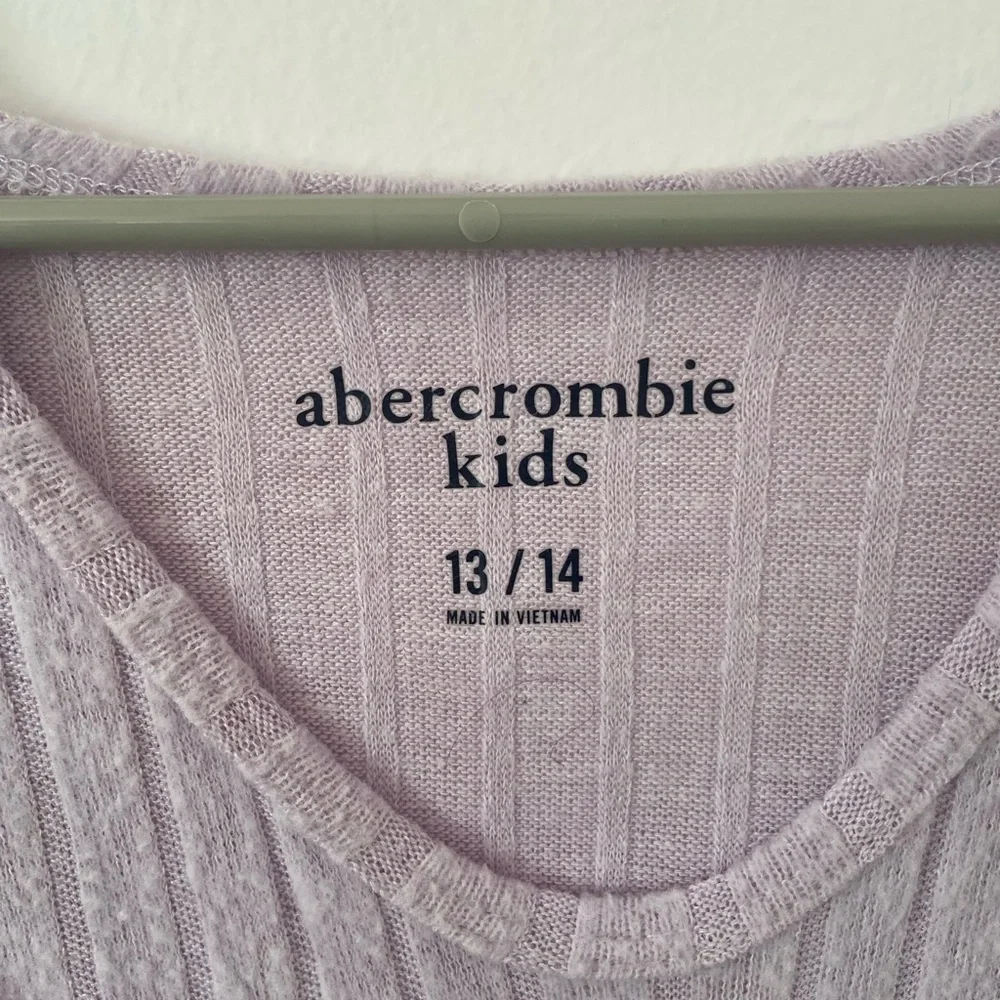 abercrombie
kids
13 / 14
MADE IN VIETNAM